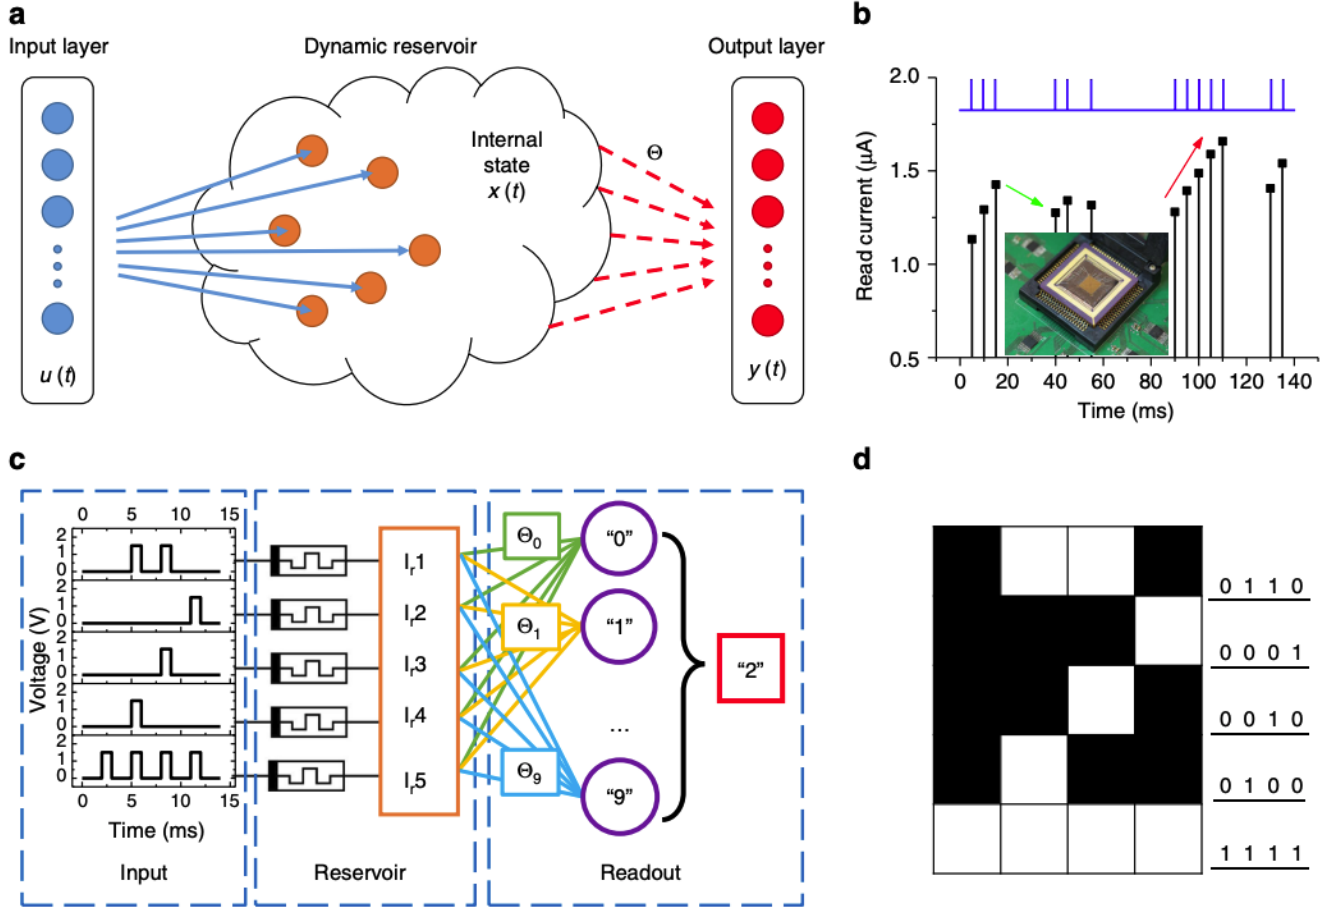 a
Input layer
Dynamic reservoir
Output layer
Internal
state
x (t)
Θ
u (t)
y (t)
b
2.0
1.5
1.0
0.5
Read current (μA)
0 20 40 60 80 100 120 140
Time (ms)
c
0 5 10 15
2
1
0
2
1
0
2
1
0
2
1
0
2
1
0
Voltage (V)
0 5 10 15
Time (ms)
Input
Ir1
Ir2
Ir3
Ir4
Ir5
Reservoir
Θ0
Θ1
Θ9
“0”
“1”
...
“9”
“2”
Readout
d
0 1 1 0
0 0 0 1
0 0 1 0
0 1 0 0
1 1 1 1